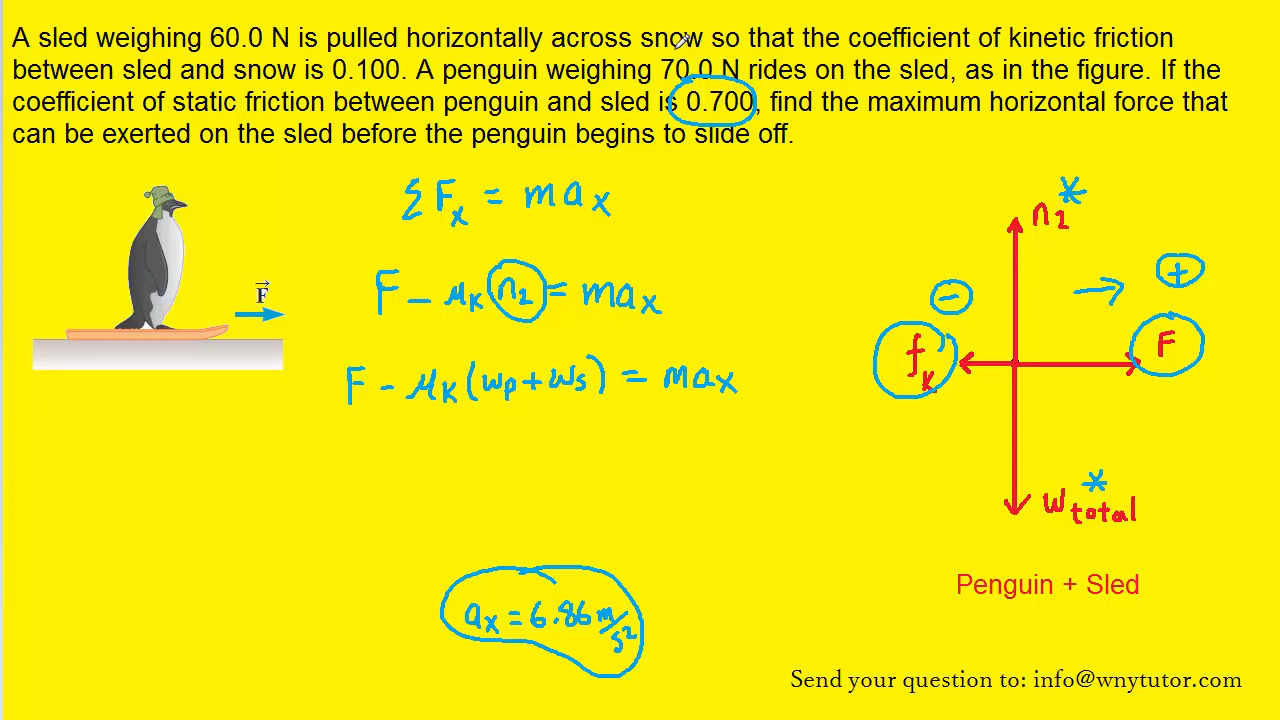 A sled weighing 60.0 N is pulled horizontally across snow so that the coefficient of kinetic friction
between sled and snow is 0.100. A penguin weighing 70.0 N rides on the sled, as in the figure. If the
coefficient of static friction between penguin and sled is 0.700, find the maximum horizontal force that
can be exerted on the sled before the penguin begins to slide off.
ΣFₓ = maₓ
n₂*
F⃗
F - μₖn₂ = maₓ
- → +
fₖ F
F - μₖ(wₚ + wₛ) = maₓ
*
w total
aₓ = 6.86 m/s²
Penguin + Sled
Send your question to: info@wnytutor.com